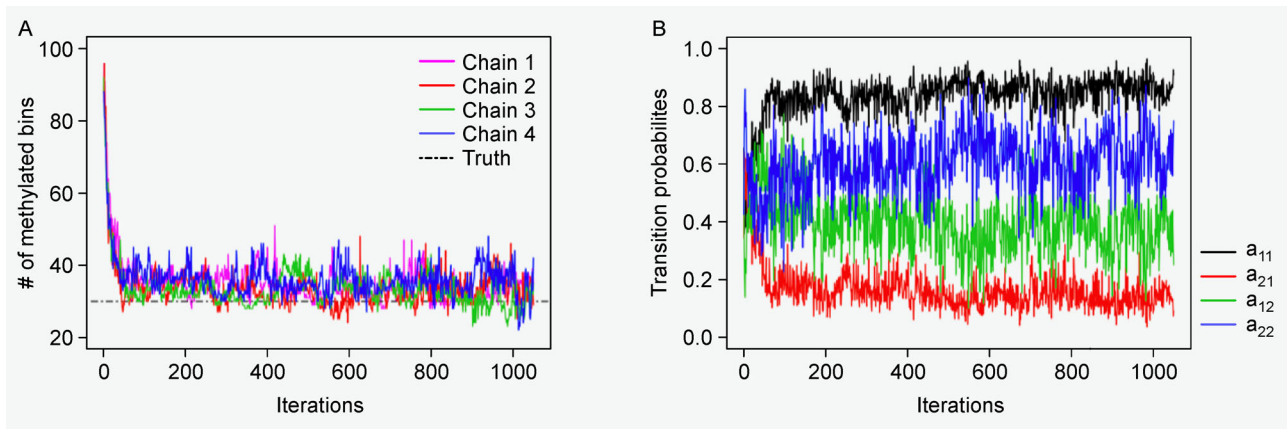 A
# of methylated bins
100
80
60
40
20
0 200 400 600 800 1000
Iterations
Chain 1
Chain 2
Chain 3
Chain 4
Truth
B
Transition probabilites
1.0
0.8
0.6
0.4
0.2
0.0
0 200 400 600 800 1000
Iterations
a₁₁
a₂₁
a₁₂
a₂₂